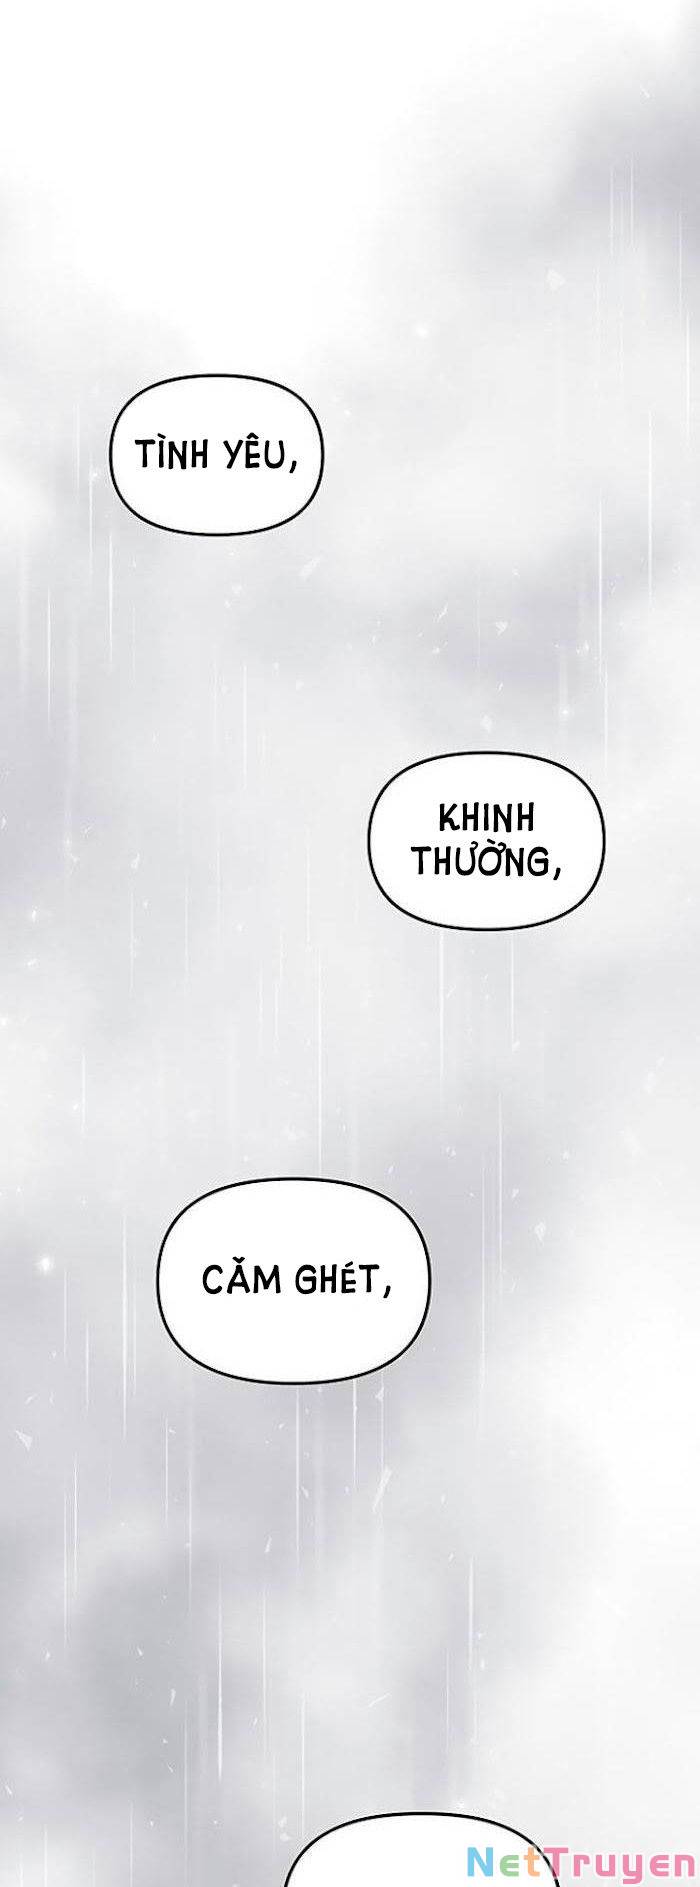 TÌNH YÊU,
KHINH
THƯỜNG,
CĂM GHÉT,
NetTruyen